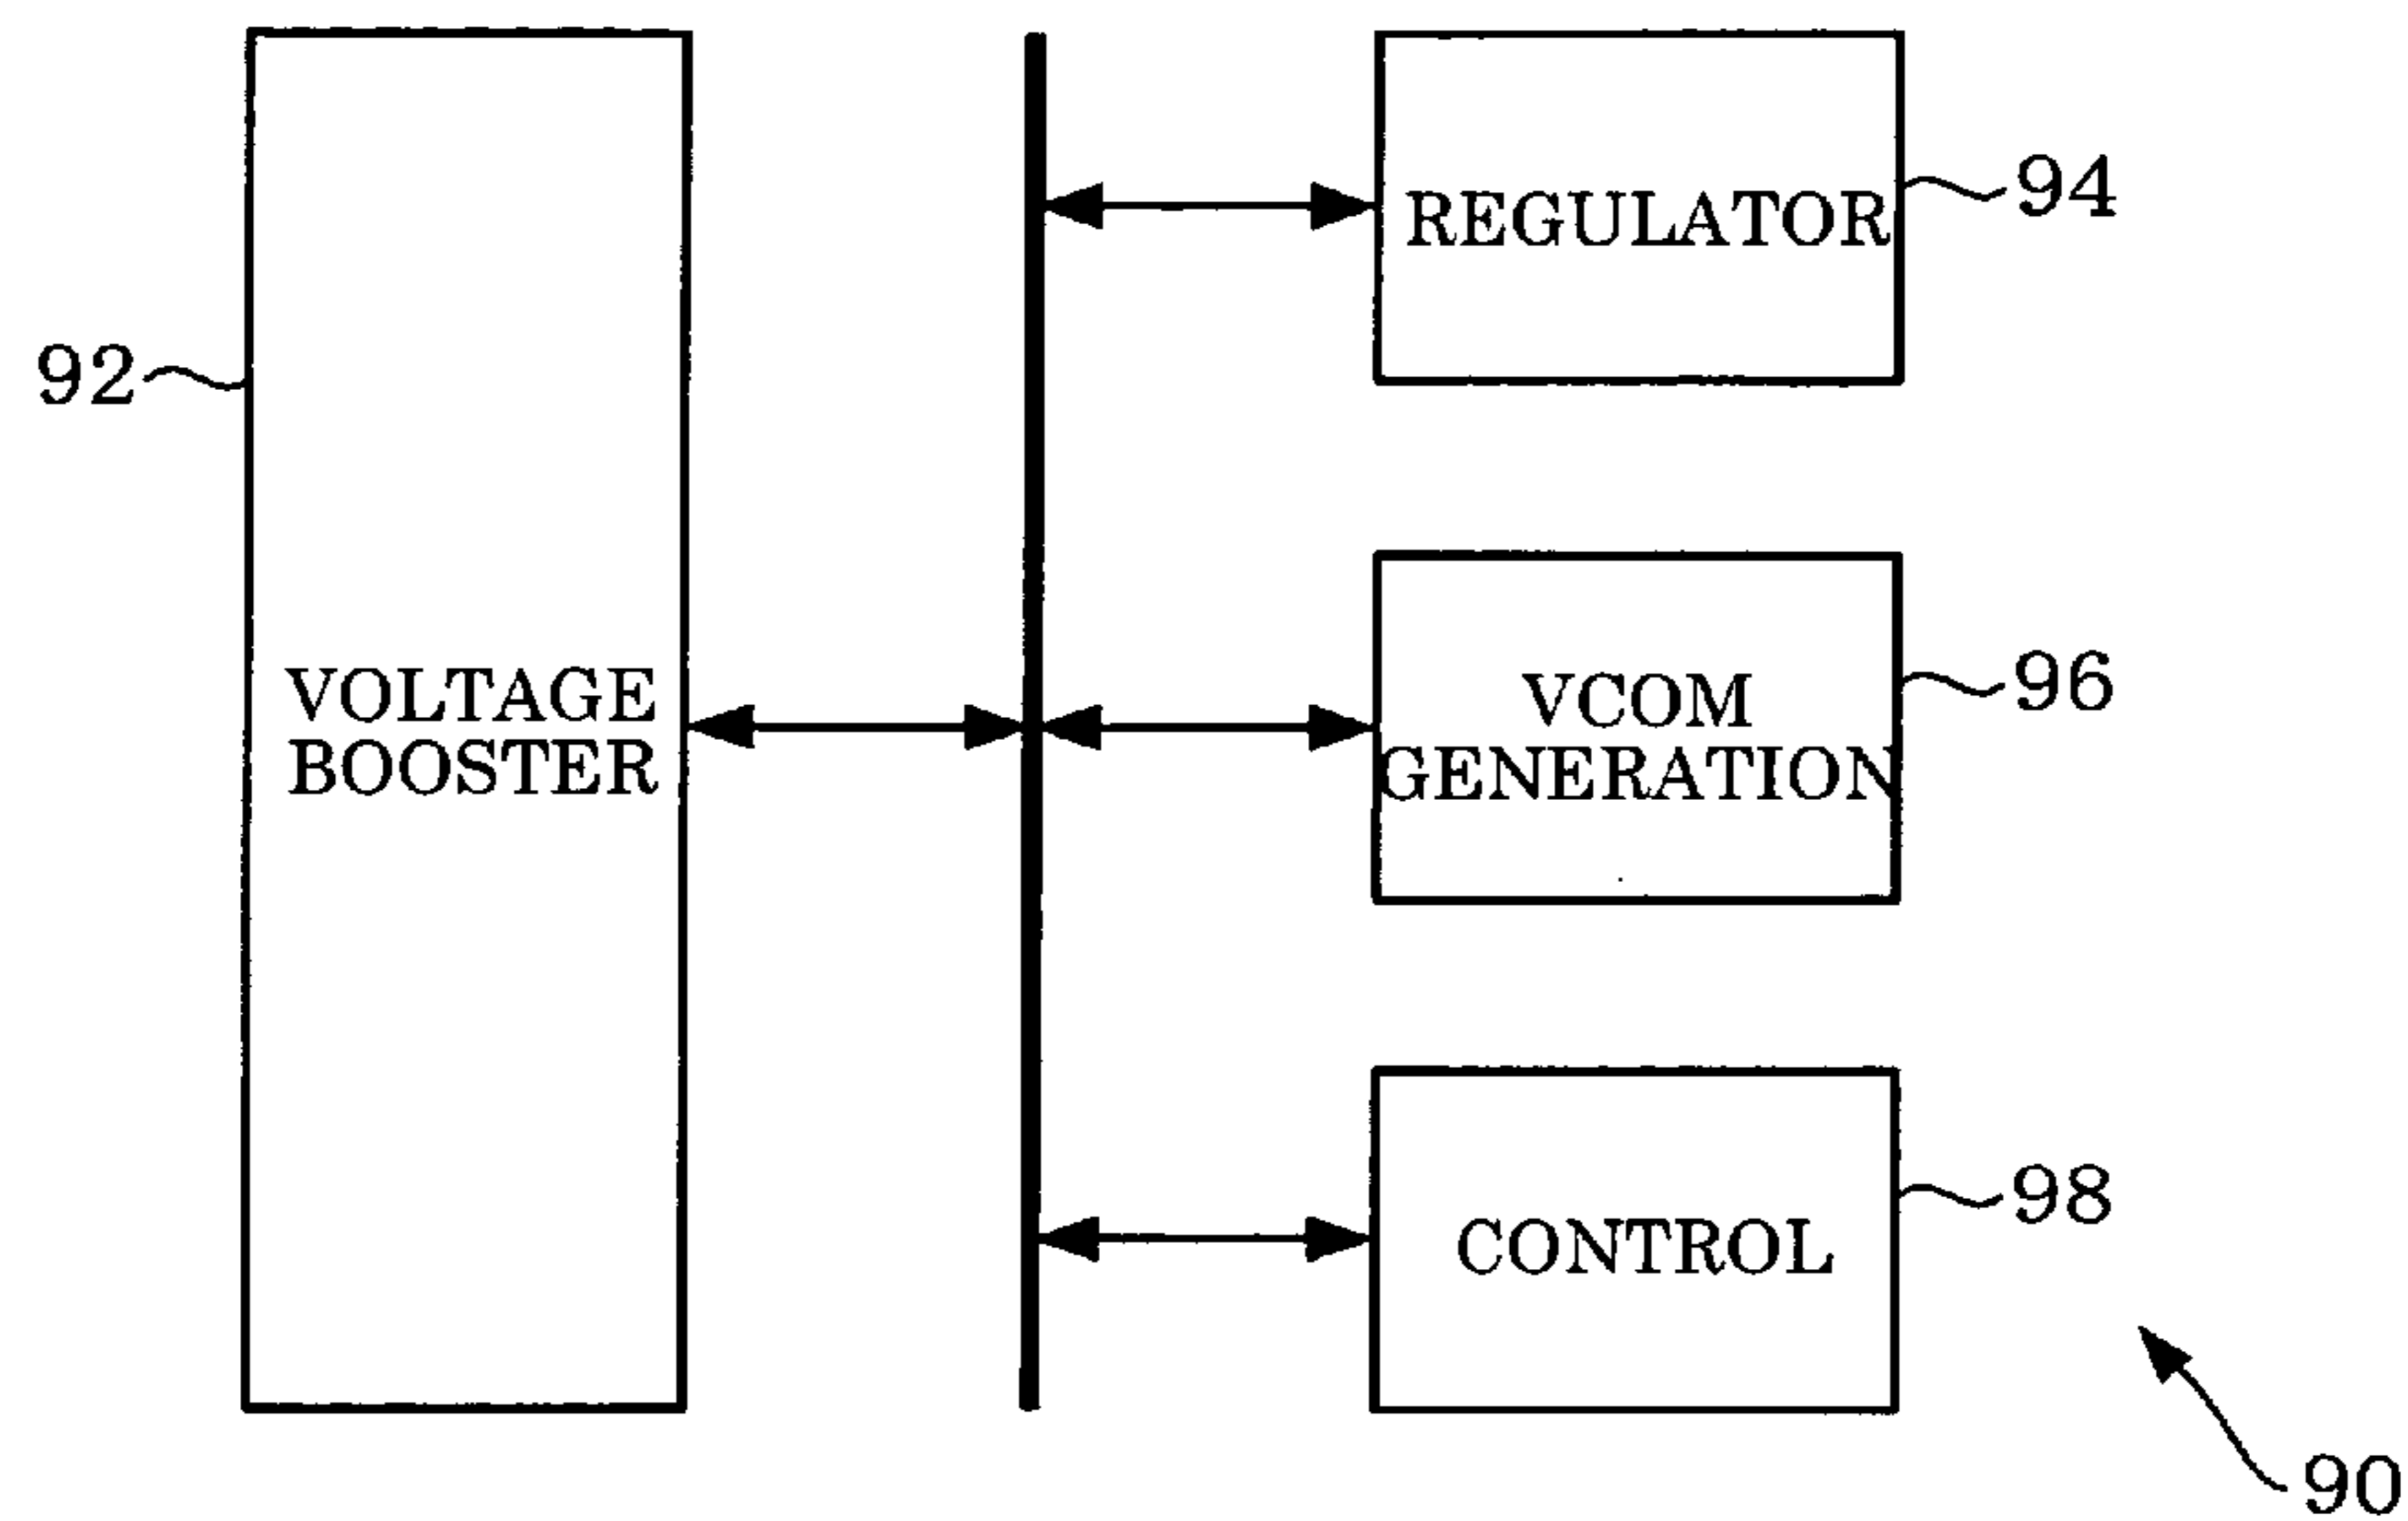 92
VOLTAGE
BOOSTER
REGULATOR
94
VCOM
GENERATION
96
CONTROL
98
90